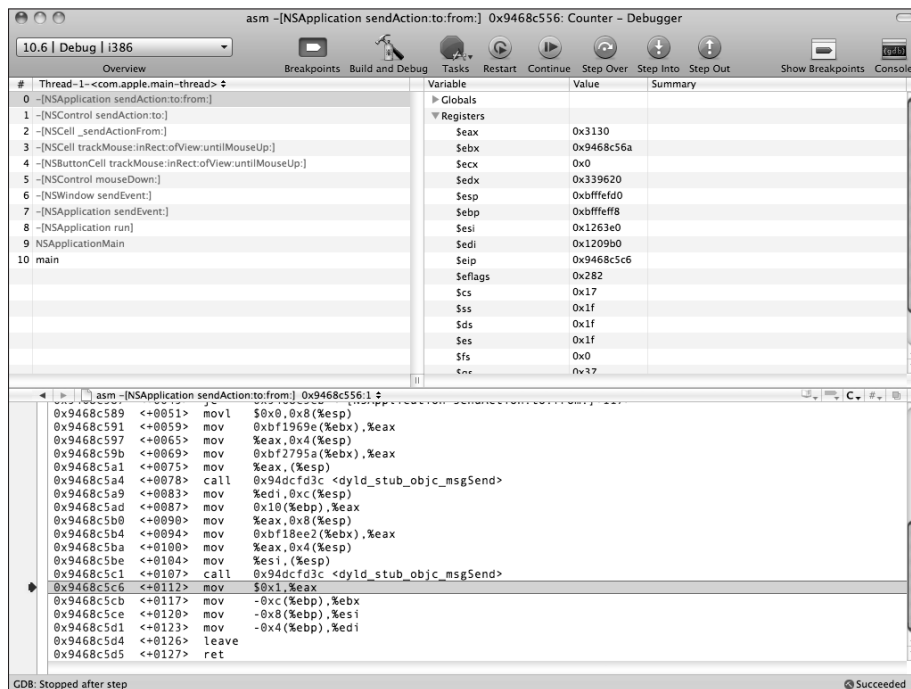 asm -[NSApplication sendAction:to:from:] 0x9468c556: Counter – Debugger
10.6 | Debug | i386
(gdb)
Overview Breakpoints Build and Debug Tasks Restart Continue Step Over Step Into Step Out Show Breakpoints Console
# Thread-1-<com.apple.main-thread>
0 -[NSApplication sendAction:to:from:]
1 -[NSControl sendAction:to:]
2 -[NSCell _sendActionFrom:]
3 -[NSCell trackMouse:inRect:ofView:untilMouseUp:]
4 -[NSButtonCell trackMouse:inRect:ofView:untilMouseUp:]
5 -[NSControl mouseDown:]
6 -[NSWindow sendEvent:]
7 -[NSApplication sendEvent:]
8 -[NSApplication run]
9 NSApplicationMain
10 main
Variable Value Summary
Globals
Registers
$eax 0x3130
$ebx 0x9468c56a
$ecx 0x0
$edx 0x339620
$esp 0xbfffefd0
$ebp 0xbfffeff8
$esi 0x1263e0
$edi 0x1209b0
$eip 0x9468c5c6
$eflags 0x282
$cs 0x17
$ss 0x1f
$ds 0x1f
$es 0x1f
$fs 0x0
$gs 0x37
asm -[NSApplication sendAction:to:from:] 0x9468c556:1
C #
0x9468c589 <+0051> movl $0x0,0x8(%esp)
0x9468c591 <+0059> mov 0xbf1969e(%ebx),%eax
0x9468c597 <+0065> mov %eax,0x4(%esp)
0x9468c59b <+0069> mov 0xbf2795a(%ebx),%eax
0x9468c5a1 <+0075> mov %eax,(%esp)
0x9468c5a4 <+0078> call 0x94dcfd3c <dyld_stub_objc_msgSend>
0x9468c5a9 <+0083> mov %edi,0xc(%esp)
0x9468c5ad <+0087> mov 0x10(%ebp),%eax
0x9468c5b0 <+0090> mov %eax,0x8(%esp)
0x9468c5b4 <+0094> mov 0xbf18ee2(%ebx),%eax
0x9468c5ba <+0100> mov %eax,0x4(%esp)
0x9468c5be <+0104> mov %esi,(%esp)
0x9468c5c1 <+0107> call 0x94dcfd3c <dyld_stub_objc_msgSend>
0x9468c5c6 <+0112> mov $0x1,%eax
0x9468c5cb <+0117> mov -0xc(%ebp),%ebx
0x9468c5ce <+0120> mov -0x8(%ebp),%esi
0x9468c5d1 <+0123> mov -0x4(%ebp),%edi
0x9468c5d4 <+0126> leave
0x9468c5d5 <+0127> ret
GDB: Stopped after step Succeeded